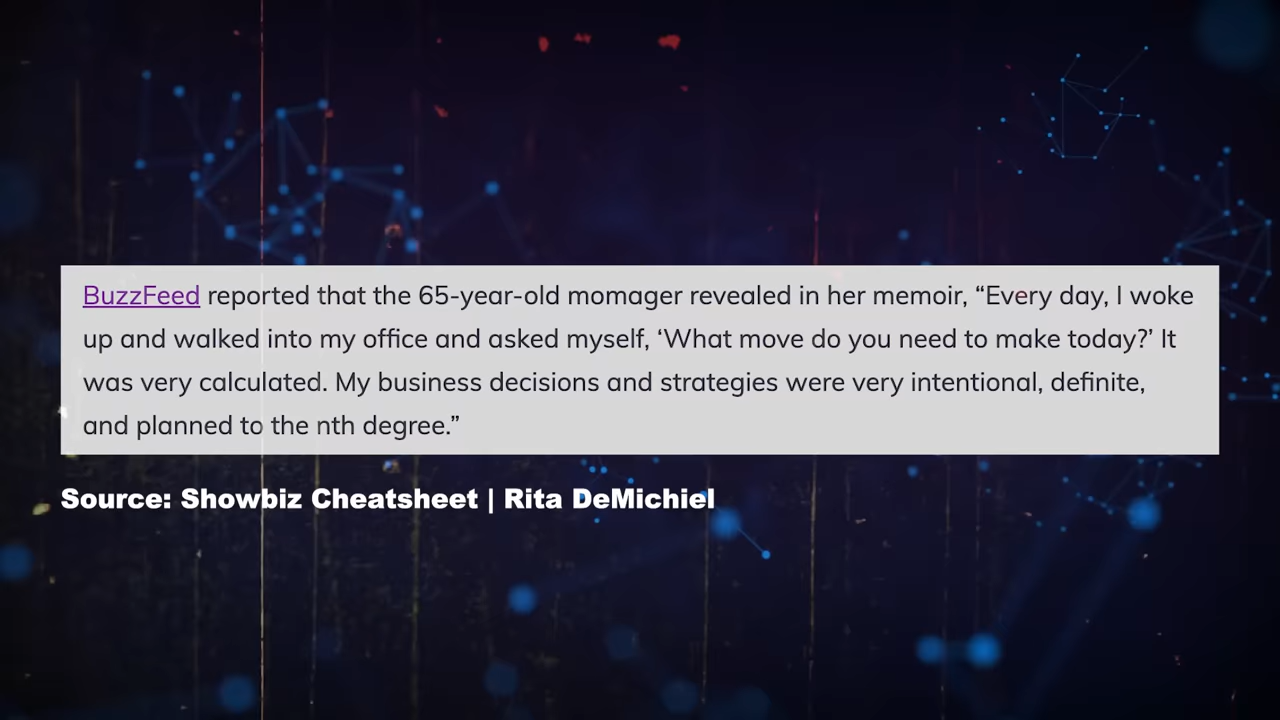 BuzzFeed reported that the 65-year-old momager revealed in her memoir, “Every day, I woke
up and walked into my office and asked myself, ‘What move do you need to make today?’ It
was very calculated. My business decisions and strategies were very intentional, definite,
and planned to the nth degree.”
Source: Showbiz Cheatsheet | Rita DeMichiel